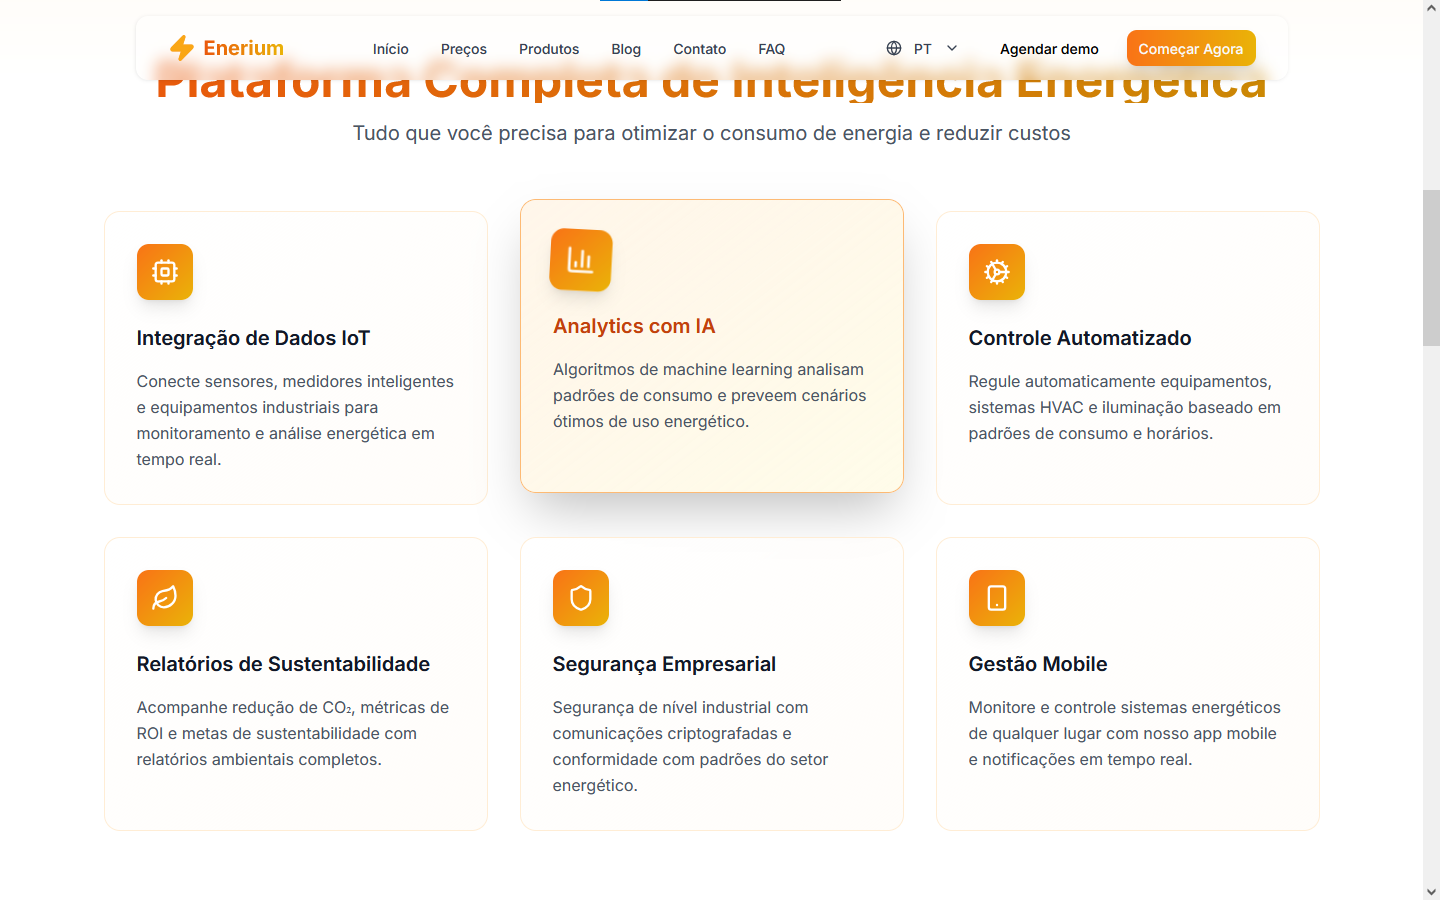 Enerium
Início
Preços
Produtos
Blog
Contato
FAQ
PT
Agendar demo
Começar Agora
Plataforma Completa de Inteligência Energética
Tudo que você precisa para otimizar o consumo de energia e reduzir custos
Integração de Dados IoT
Conecte sensores, medidores inteligentes
e equipamentos industriais para
monitoramento e análise energética em
tempo real.
Analytics com IA
Algoritmos de machine learning analisam
padrões de consumo e preveem cenários
ótimos de uso energético.
Controle Automatizado
Regule automaticamente equipamentos,
sistemas HVAC e iluminação baseado em
padrões de consumo e horários.
Relatórios de Sustentabilidade
Acompanhe redução de CO₂, métricas de
ROI e metas de sustentabilidade com
relatórios ambientais completos.
Segurança Empresarial
Segurança de nível industrial com
comunicações criptografadas e
conformidade com padrões do setor
energético.
Gestão Mobile
Monitore e controle sistemas energéticos
de qualquer lugar com nosso app mobile
e notificações em tempo real.